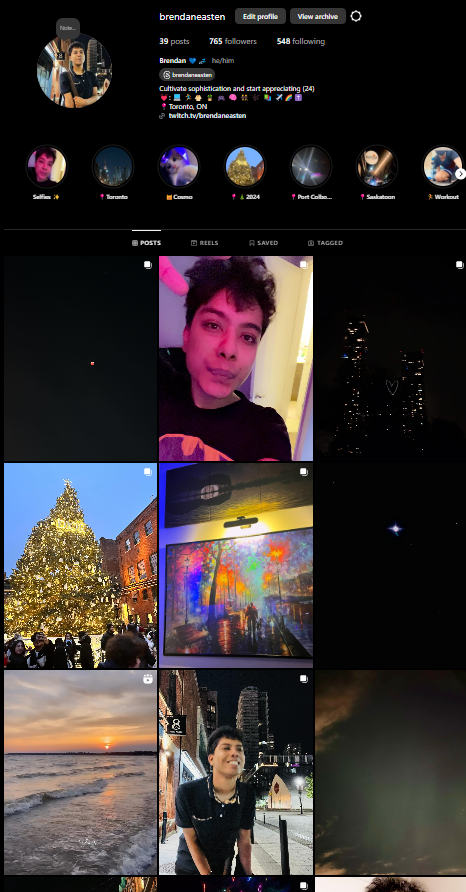 Note...
brendaneasten Edit profile View archive
39 posts 765 followers 548 following
Brendan 💙 he/him
brendaneasten
Cultivate sophistication and start appreciating (24)
📍 Toronto, ON
twitch.tv/brendaneasten
Selfies ✨ 📍 Toronto Cosmo 📍 🎄 2024 📍 Port Colbo... 📍 Saskatoon Workout
POSTS REELS SAVED TAGGED
8